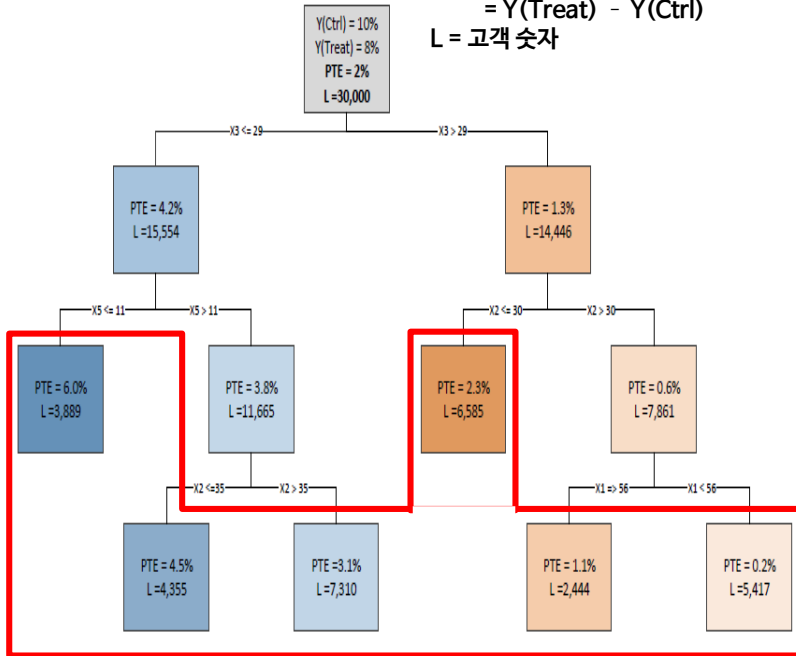 = Y(Treat) - Y(Ctrl)
L = 고객 숫자
Y(Ctrl) = 10%
Y(Treat) = 8%
PTE = 2%
L =30,000
X3 <= 29
X3 > 29
PTE = 4.2%
L =15,554
PTE = 1.3%
L =14,446
X5 <= 11
X5 > 11
X2 <= 30
X2 > 30
PTE = 6.0%
L =3,889
PTE = 3.8%
L =11,665
PTE = 2.3%
L =6,585
PTE = 0.6%
L =7,861
X2 <=35
X2 > 35
X1 => 56
X1 < 56
PTE = 4.5%
L =4,355
PTE =3.1%
L =7,310
PTE = 1.1%
L =2,444
PTE = 0.2%
L =5,417